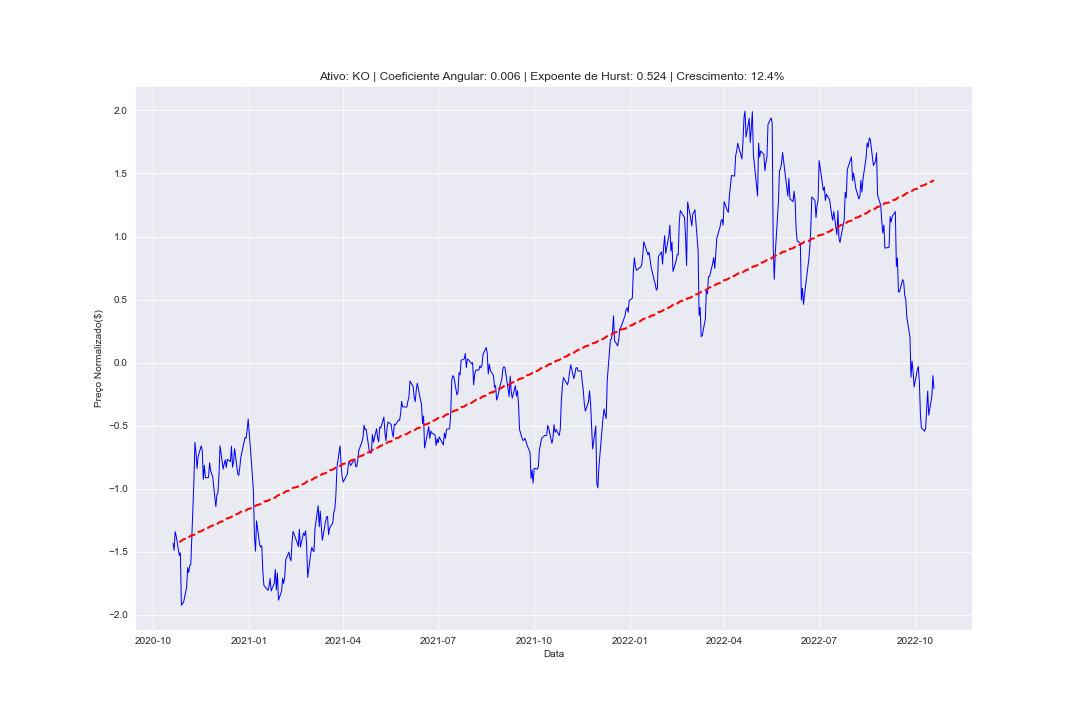 Ativo: KO | Coeficiente Angular: 0.006 | Expoente de Hurst: 0.524 | Crescimento: 12.4%
Preço Normalizado($)
2.0
1.5
1.0
0.5
0.0
−0.5
−1.0
−1.5
−2.0
2020-10 2021-01 2021-04 2021-07 2021-10 2022-01 2022-04 2022-07 2022-10
Data